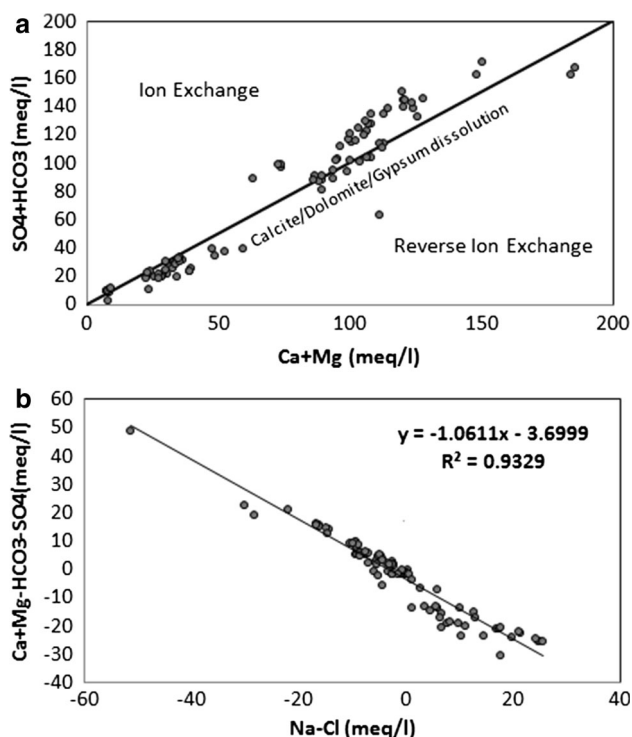 a
200
180
160
140
120
100
80
60
40
20
0
SO4+HCO3 (meq/l)
Ion Exchange
Calcite/Dolomite/Gypsum dissolution
Reverse Ion Exchange
0 50 100 150 200
Ca+Mg (meq/l)
b
60
50
40
30
20
10
0
-10
-20
-30
-40
Ca+Mg-HCO3-SO4(meq/l)
y = -1.0611x - 3.6999
R² = 0.9329
-60 -40 -20 0 20 40
Na-Cl (meq/l)